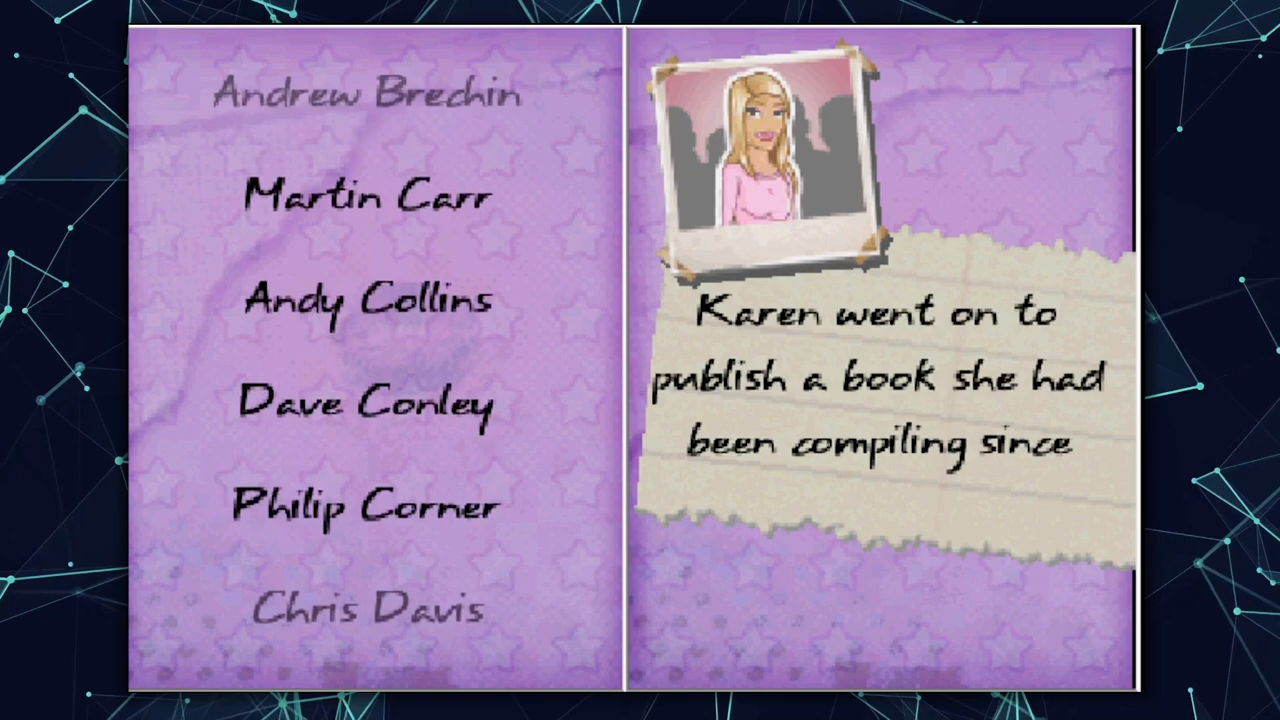 Andrew Brechin
Martin Carr
Andy Collins
Dave Conley
Philip Corner
Chris Davis
Karen went on to
publish a book she had
been compiling since